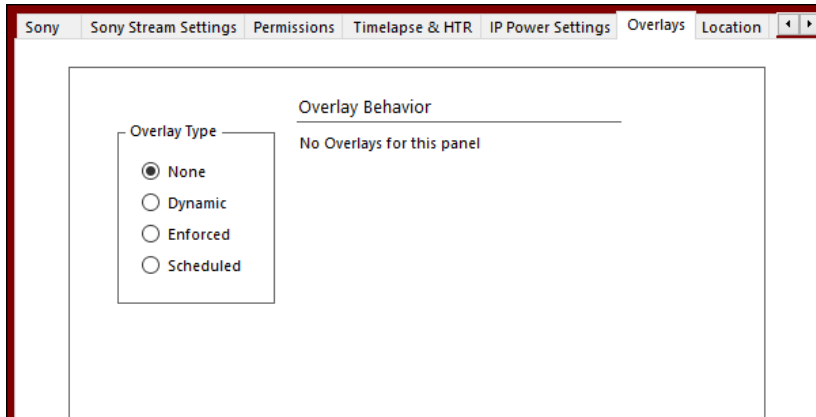 Sony Sony Stream Settings Permissions Timelapse & HTR IP Power Settings Overlays Location
Overlay Behavior
Overlay Type
No Overlays for this panel
None
Dynamic
Enforced
Scheduled